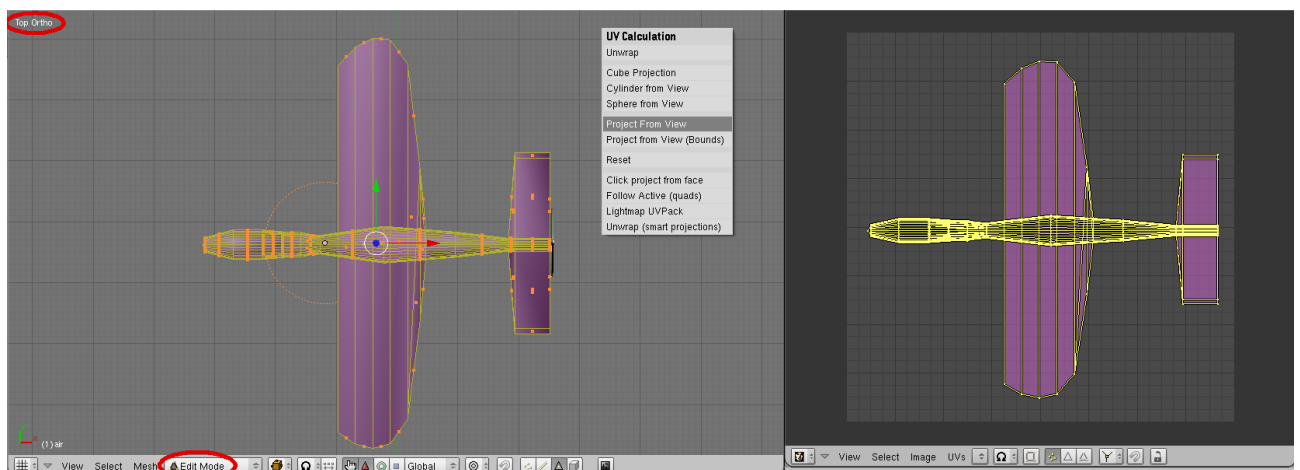 Top Ortho
UV Calculation
Unwrap
Cube Projection
Cylinder from View
Sphere from View
Project From View
Project from View (Bounds)
Reset
Click project from face
Follow Active (quads)
Lightmap UVPack
Unwrap (smart projections)
(1) air
View Select Mesh Edit Mode Global
View Select Image UVs